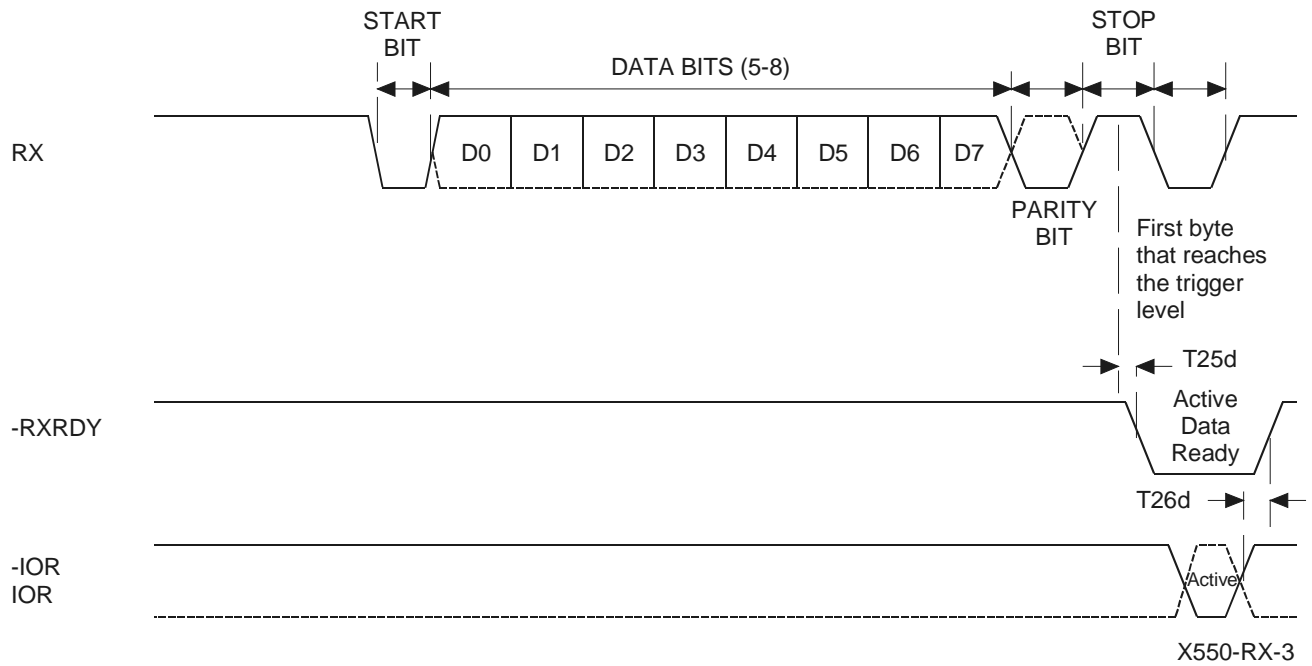 START
BIT
STOP
BIT
DATA BITS (5-8)
RX
D0 D1 D2 D3 D4 D5 D6 D7
PARITY
BIT
First byte
that reaches
the trigger
level
T25d
-RXRDY
Active
Data
Ready
T26d
-IOR
IOR
Active
X550-RX-3